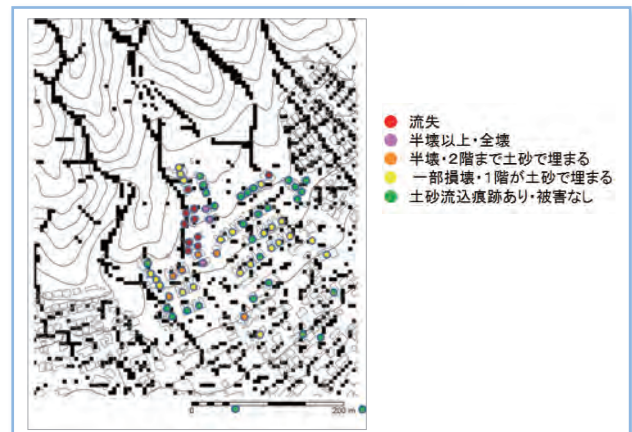 流失
半壊以上・全壊
半壊・2階まで土砂で埋まる
一部損壊・1階が土砂で埋まる
土砂流込痕跡あり・被害なし
0 200 m